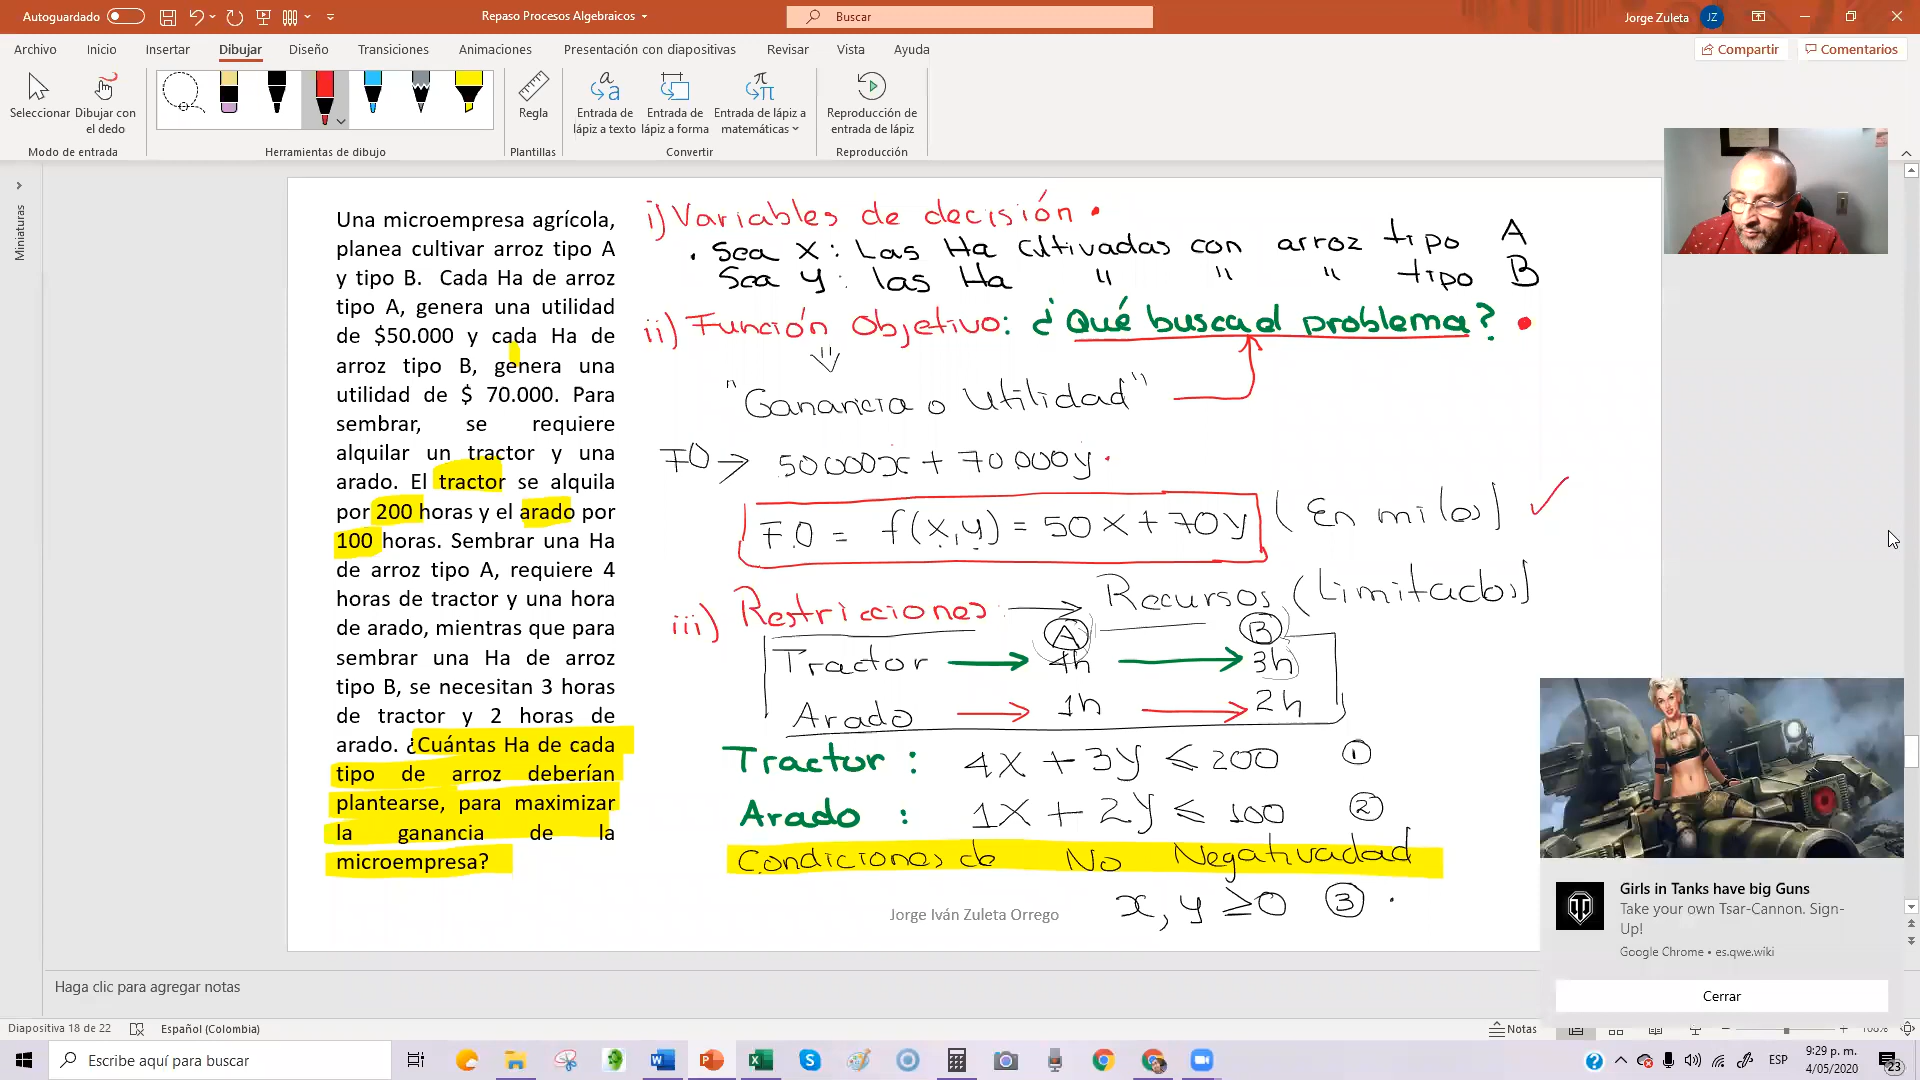 Autoguardado
Repaso Procesos Algebraicos
Buscar
Jorge Zuleta
JZ
Archivo
Inicio
Insertar
Dibujar
Diseño
Transiciones
Animaciones
Presentación con diapositivas
Revisar
Vista
Ayuda
Compartir
Comentarios
Seleccionar
Dibujar con
el dedo
Regla
Entrada de
lápiz a texto
Entrada de
lápiz a forma
Entrada de lápiz a
matemáticas
Reproducción de
entrada de lápiz
Modo de entrada
Herramientas de dibujo
Plantillas
Convertir
Reproducción
Miniaturas
Una microempresa agrícola,
planea cultivar arroz tipo A
y tipo B. Cada Ha de arroz
tipo A, genera una utilidad
de $50.000 y cada Ha de
arroz tipo B, genera una
utilidad de $ 70.000. Para
sembrar, se requiere
alquilar un tractor y una
arado. El tractor se alquila
por 200 horas y el arado por
100 horas. Sembrar una Ha
de arroz tipo A, requiere 4
horas de tractor y una hora
de arado, mientras que para
sembrar una Ha de arroz
tipo B, se necesitan 3 horas
de tractor y 2 horas de
arado. ¿Cuántas Ha de cada
tipo de arroz deberían
plantearse, para maximizar
la ganancia de la
microempresa?
i) Variables de decisión
Sea X: Las Ha cultivadas con arroz tipo A
Sea Y: las Ha " " " tipo B
ii) Función Objetivo: ¿Qué busca el problema?
"Ganancia o Utilidad"
FO → 50000x + 70000y
F.O = f(x,y) = 50X + 70Y (En miles)
iii) Restricciones → Recursos (Limitados)
A B
Tractor → 4h → 3h
Arado → 1h → 2h
Tractor: 4X + 3Y ≤ 200 ①
Arado: 1X + 2Y ≤ 100 ②
Condiciones de No Negatividad
x, y ≥ 0 ③
Jorge Iván Zuleta Orrego
Girls in Tanks have big Guns
Take your own Tsar-Cannon. Sign-
Up!
Google Chrome • es.qwe.wiki
Cerrar
Haga clic para agregar notas
Diapositiva 18 de 22
Español (Colombia)
Notas
Escribe aquí para buscar
ESP
9:29 p. m.
4/05/2020
23